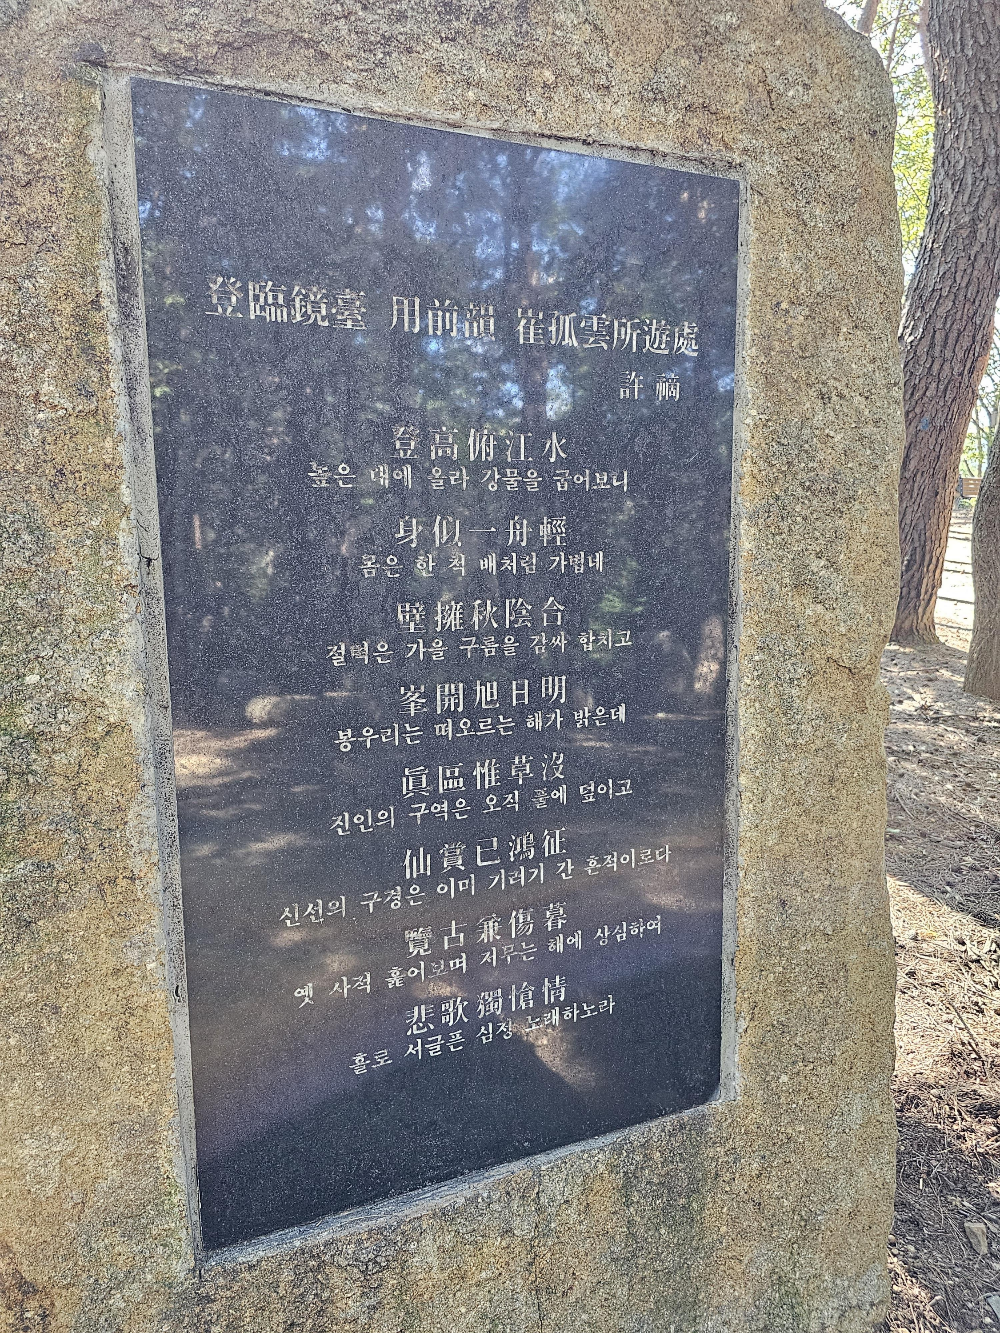 登臨鏡臺 用前韻 崔孤雲所遊處
許 禍
登高俯江水
높은 대에 올라 강물을 굽어보니
身似一舟輕
몸은 한 척 배처럼 가볍네
壁擁秋陰合
절벽은 가을 구름을 감싸 합치고
峯開旭日明
봉우리는 떠오르는 해가 밝은데
眞區惟草沒
진인의 구역은 오직 풀에 덮이고
仙賞已鴻征
신선의 구경은 이미 기러기 간 흔적이로다
覽古兼傷暮
옛 사적 훑어보며 저무는 해에 상심하여
悲歌獨愴情
홀로 서글픈 심정 노래하노라